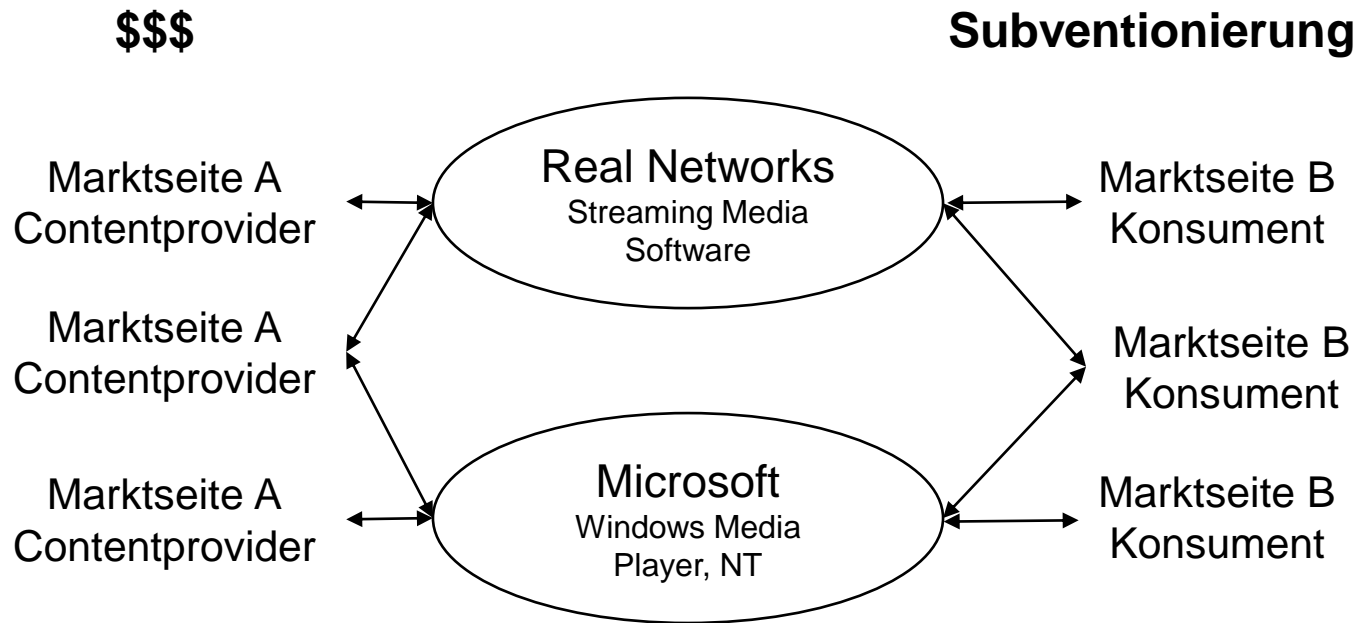 $$$
Subventionierung
Marktseite A
Contentprovider
Real Networks
Streaming Media
Software
Marktseite B
Konsument
Marktseite A
Contentprovider
Marktseite B
Konsument
Marktseite A
Contentprovider
Microsoft
Windows Media
Player, NT
Marktseite B
Konsument